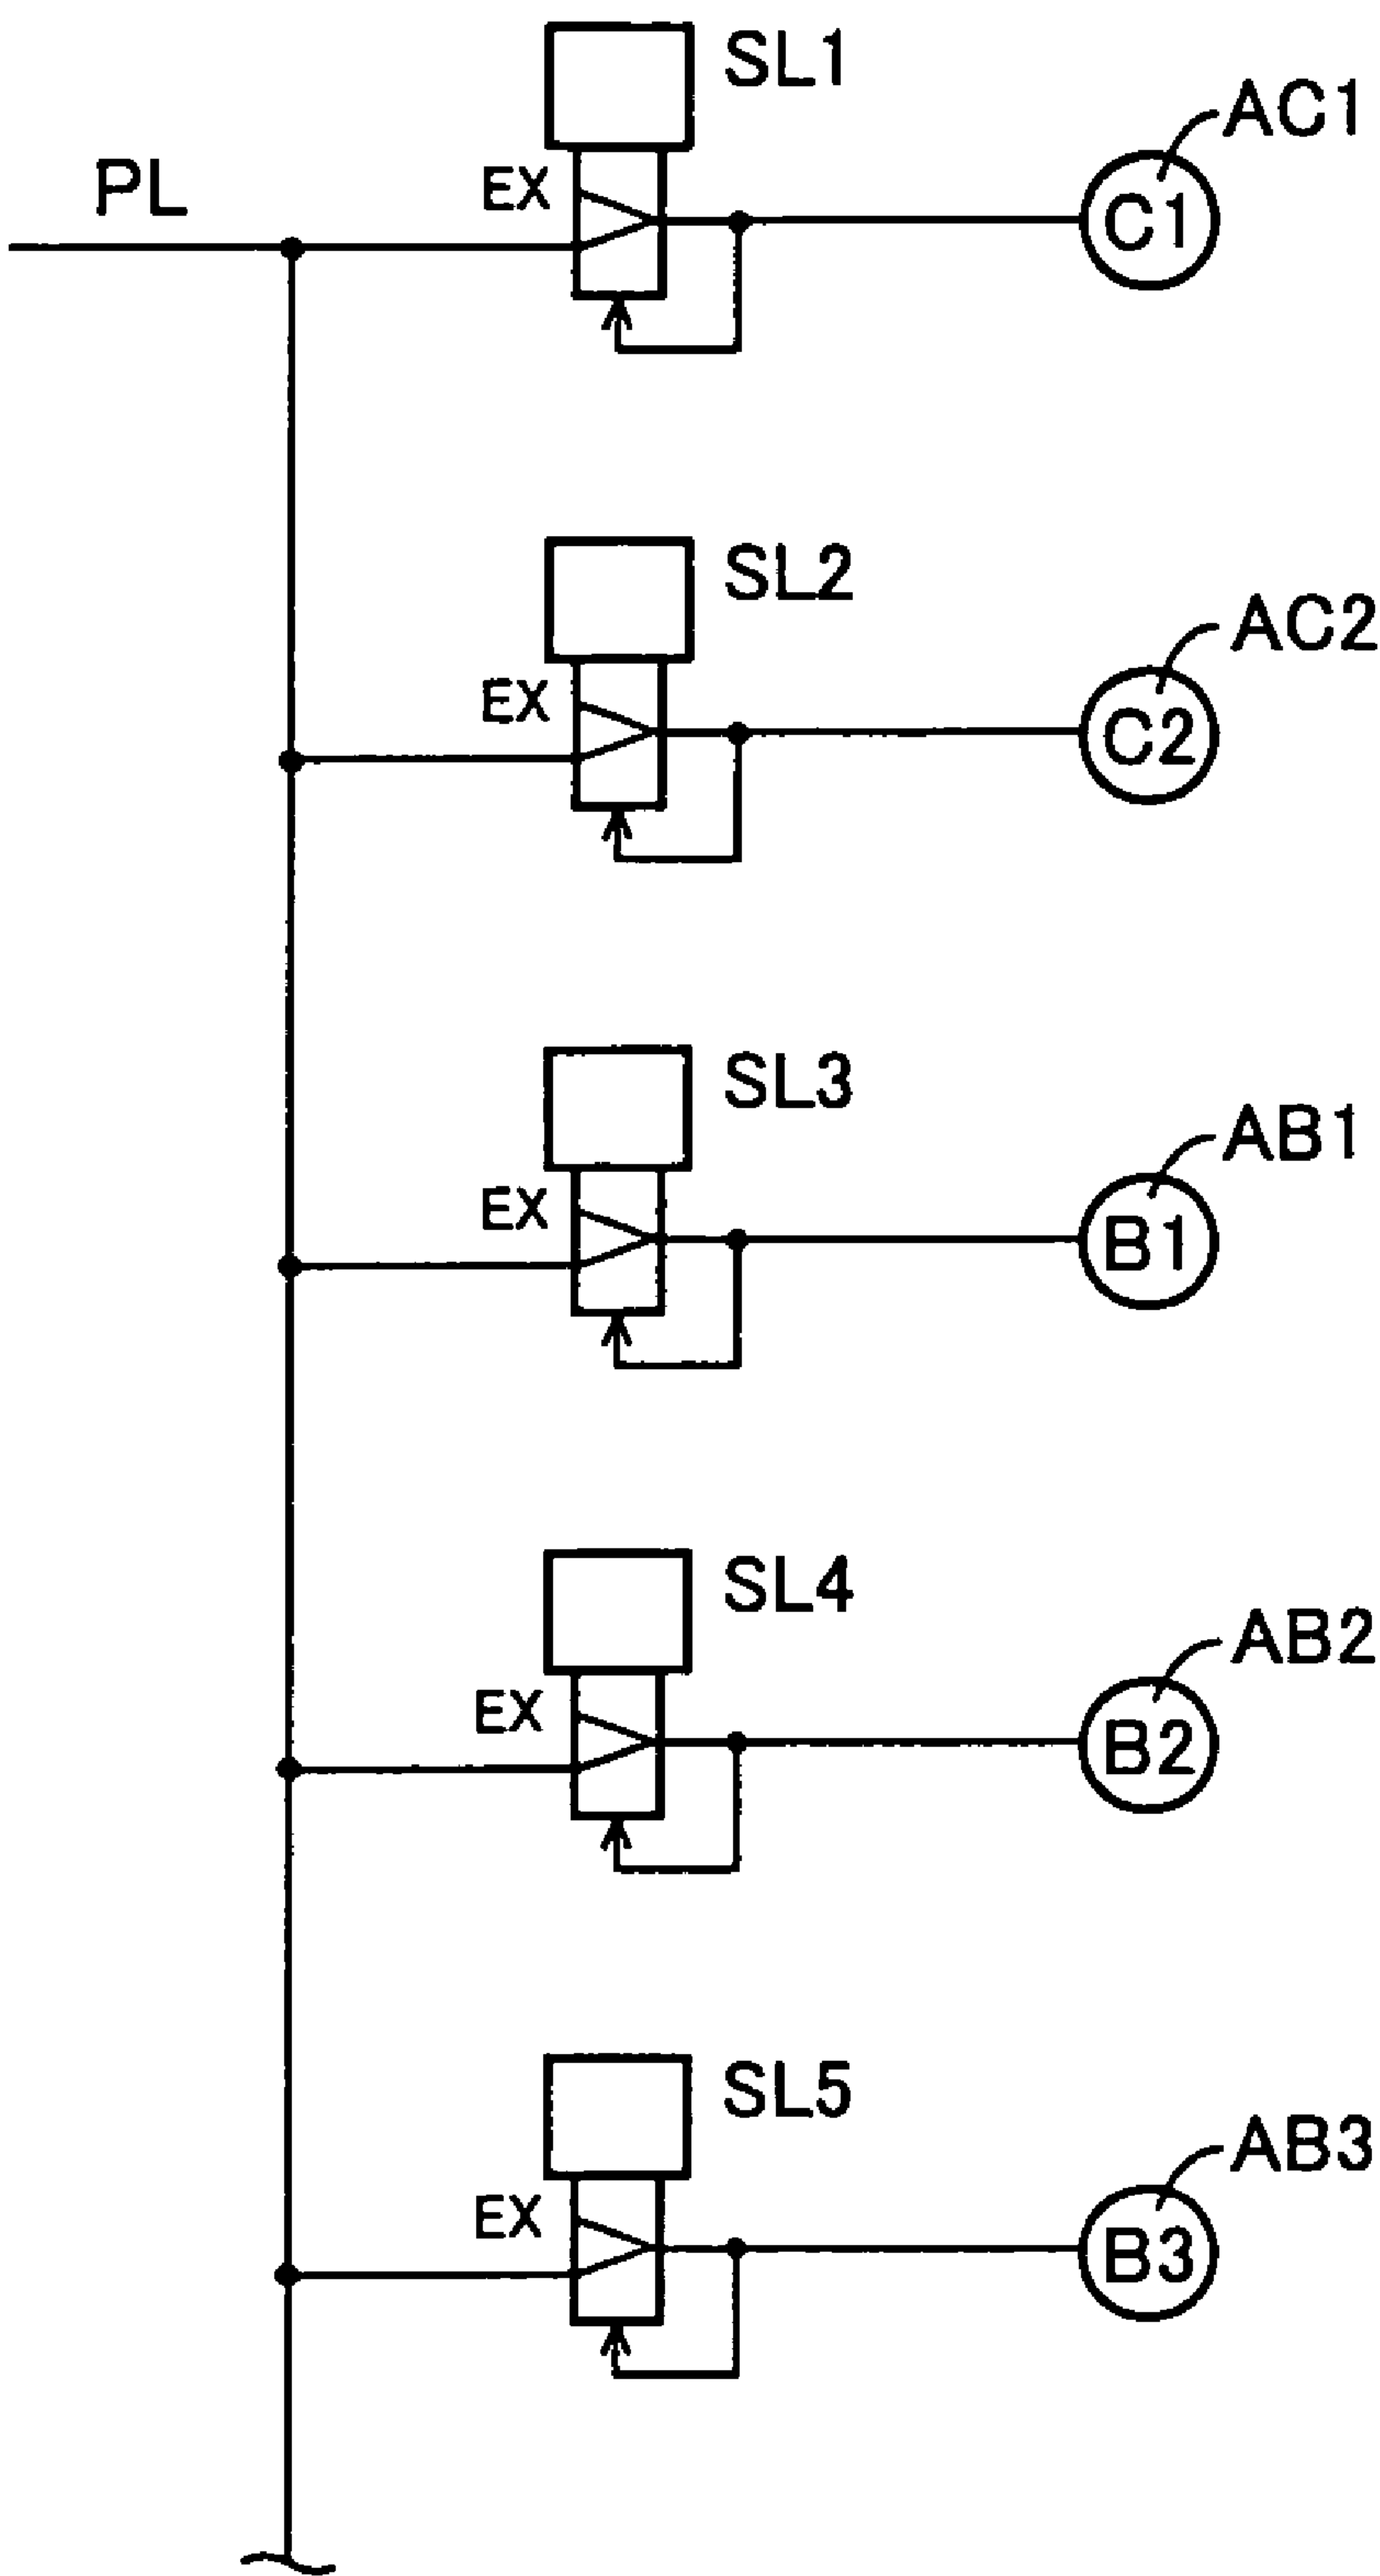 SL1
AC1
PL
EX
C1
SL2
AC2
EX
C2
SL3
AB1
EX
B1
SL4
AB2
EX
B2
SL5
AB3
EX
B3